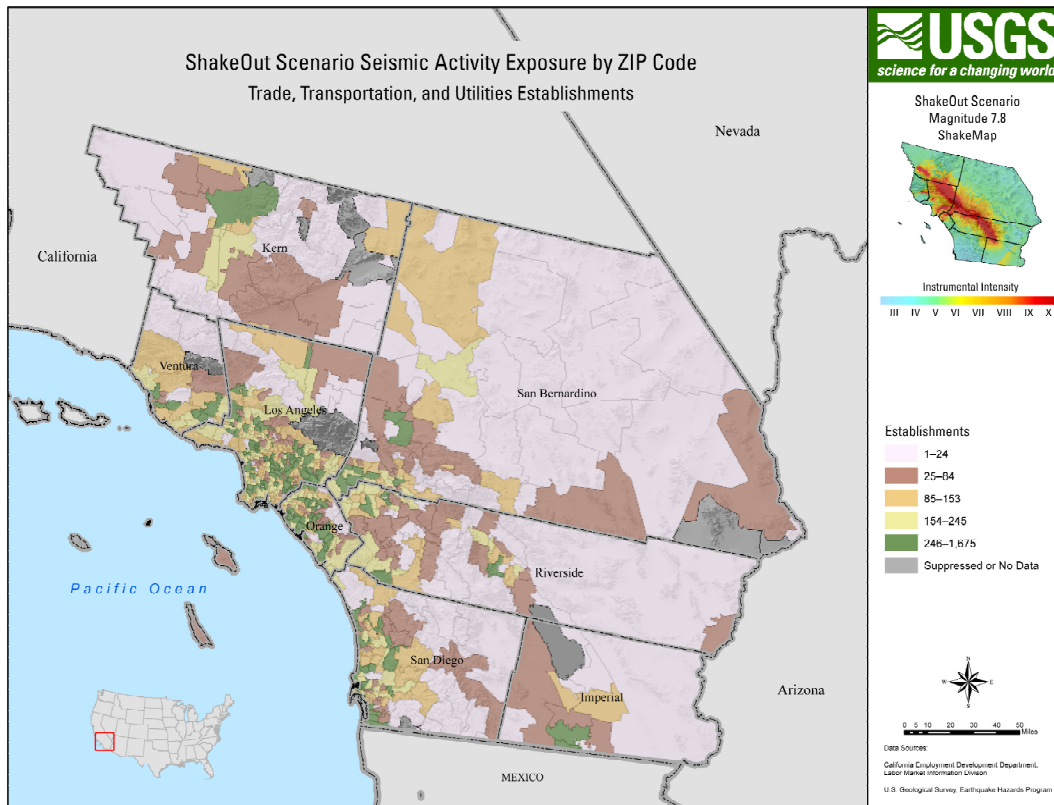 ShakeOut Scenario Seismic Activity Exposure by ZIP Code
Trade, Transportation, and Utilities Establishments
Nevada
California
Kern
Ventura
Los Angeles
San Bernardino
Orange
Riverside
Pacific Ocean
San Diego
Imperial
Arizona
MEXICO
USGS
science for a changing world
ShakeOut Scenario
Magnitude 7.8
ShakeMap
Instrumental Intensity
III IV V VI VII VIII IX X
Establishments
1–24
25–84
85–153
154–245
246–1,675
Suppressed or No Data
N
W E
S
0 5 10 20 30 40 50
Miles
Data Sources:
California Employment Development Department,
Labor Market Information Division
U.S. Geological Survey, Earthquake Hazards Program